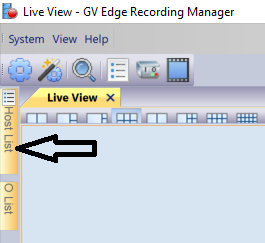 Live View - GV Edge Recording Manager
System View Help
Live View
Host List
O List